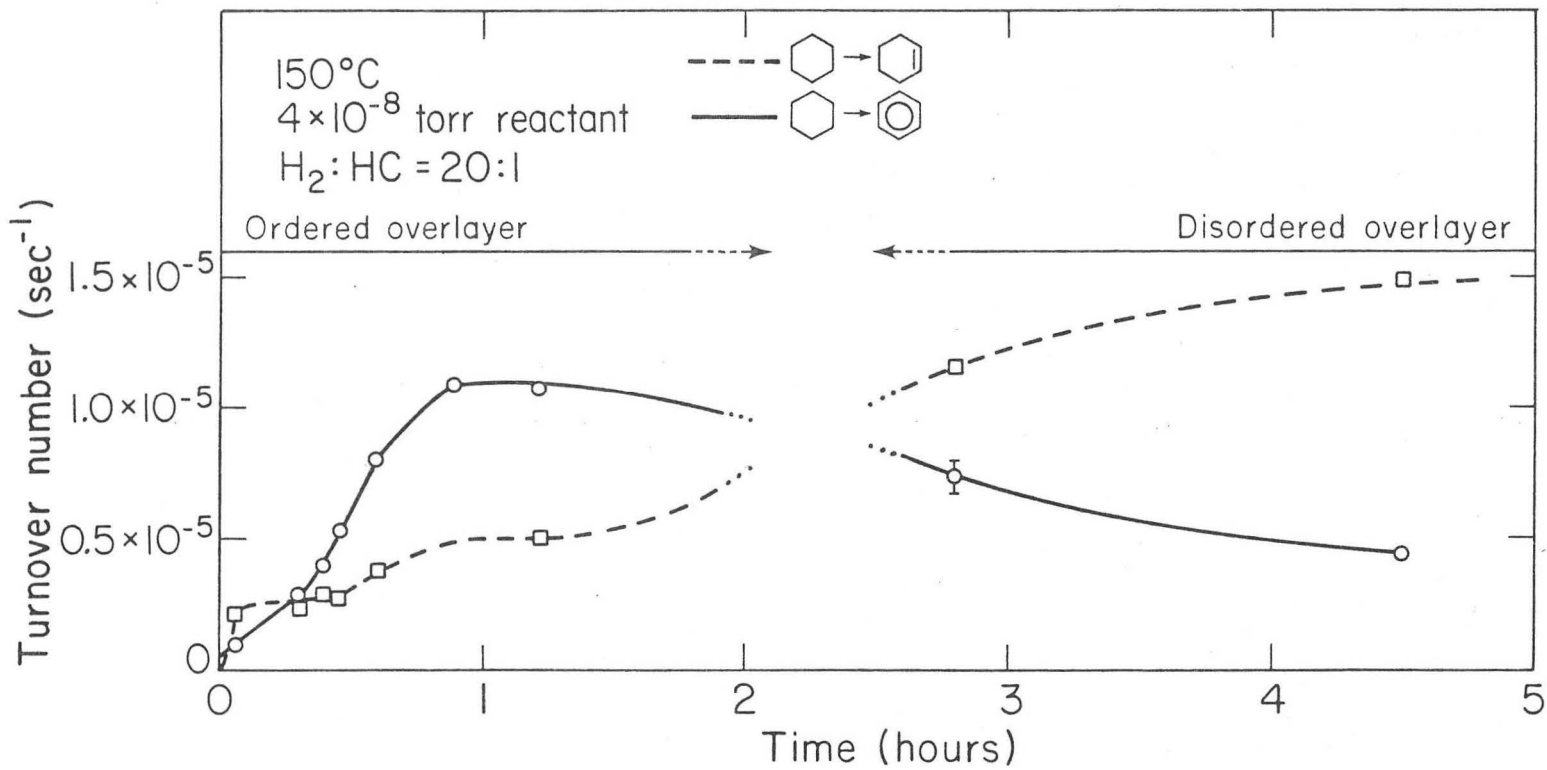 150°C
4×10⁻⁸ torr reactant
H₂:HC = 20:1
Ordered overlayer
Disordered overlayer
Turnover number (sec⁻¹)
1.5×10⁻⁵
1.0×10⁻⁵
0.5×10⁻⁵
0
0 1 2 3 4 5
Time (hours)